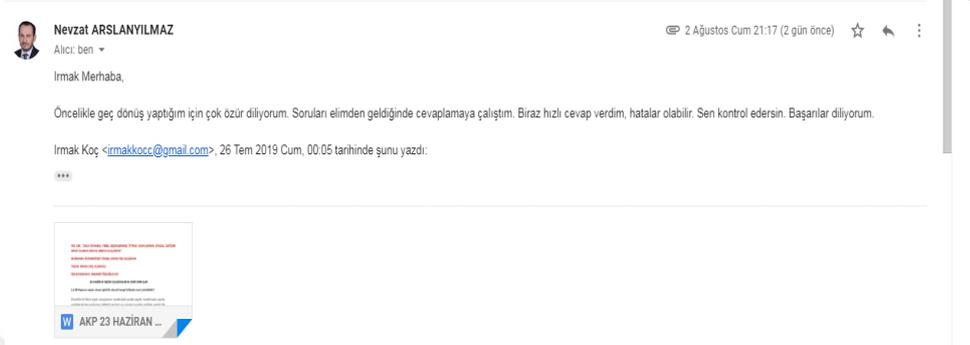 Nevzat ARSLANYILMAZ
2 Ağustos Cum 21:17 (2 gün önce)
Alıcı: ben
Irmak Merhaba,
Öncelikle geç dönüş yaptığım için çok özür diliyorum. Soruları elimden geldiğinde cevaplamaya çalıştım. Biraz hızlı cevap verdim, hatalar olabilir. Sen kontrol edersin. Başarılar diliyorum.
Irmak Koç <irmakkocc@gmail.com>, 26 Tem 2019 Cum, 00:05 tarihinde şunu yazdı:
W AKP 23 HAZİRAN ...